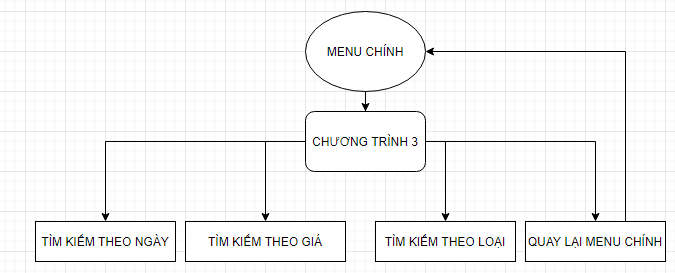 MENU CHÍNH
CHƯƠNG TRÌNH 3
TÌM KIẾM THEO NGÀY
TÌM KIẾM THEO GIÁ
TÌM KIẾM THEO LOẠI
QUAY LẠI MENU CHÍNH